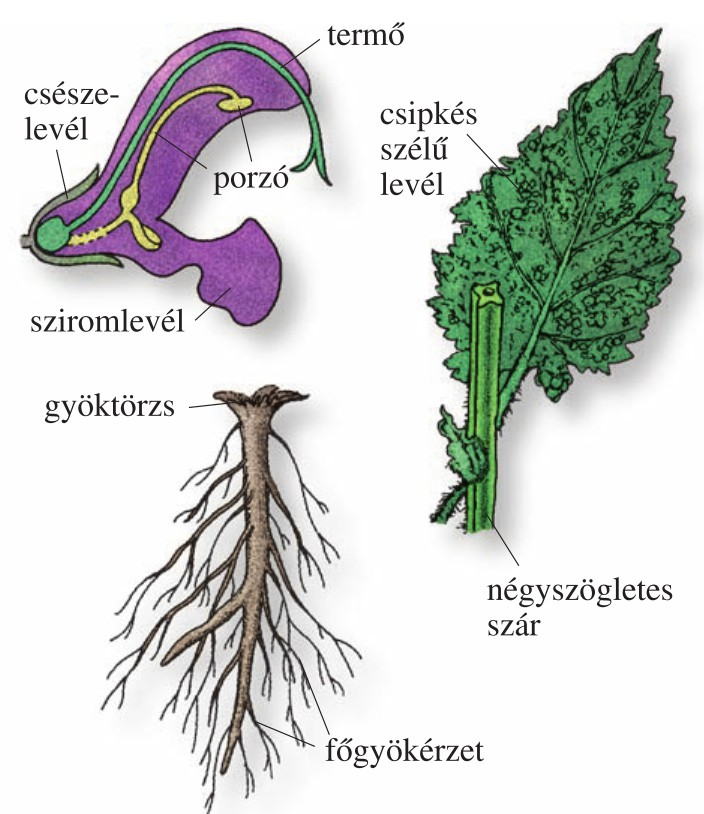 termő
csésze-
levél
porzó
sziromlevél
csipkés
szélű
levél
gyöktörzs
négyszögletes
szár
főgyökérzet